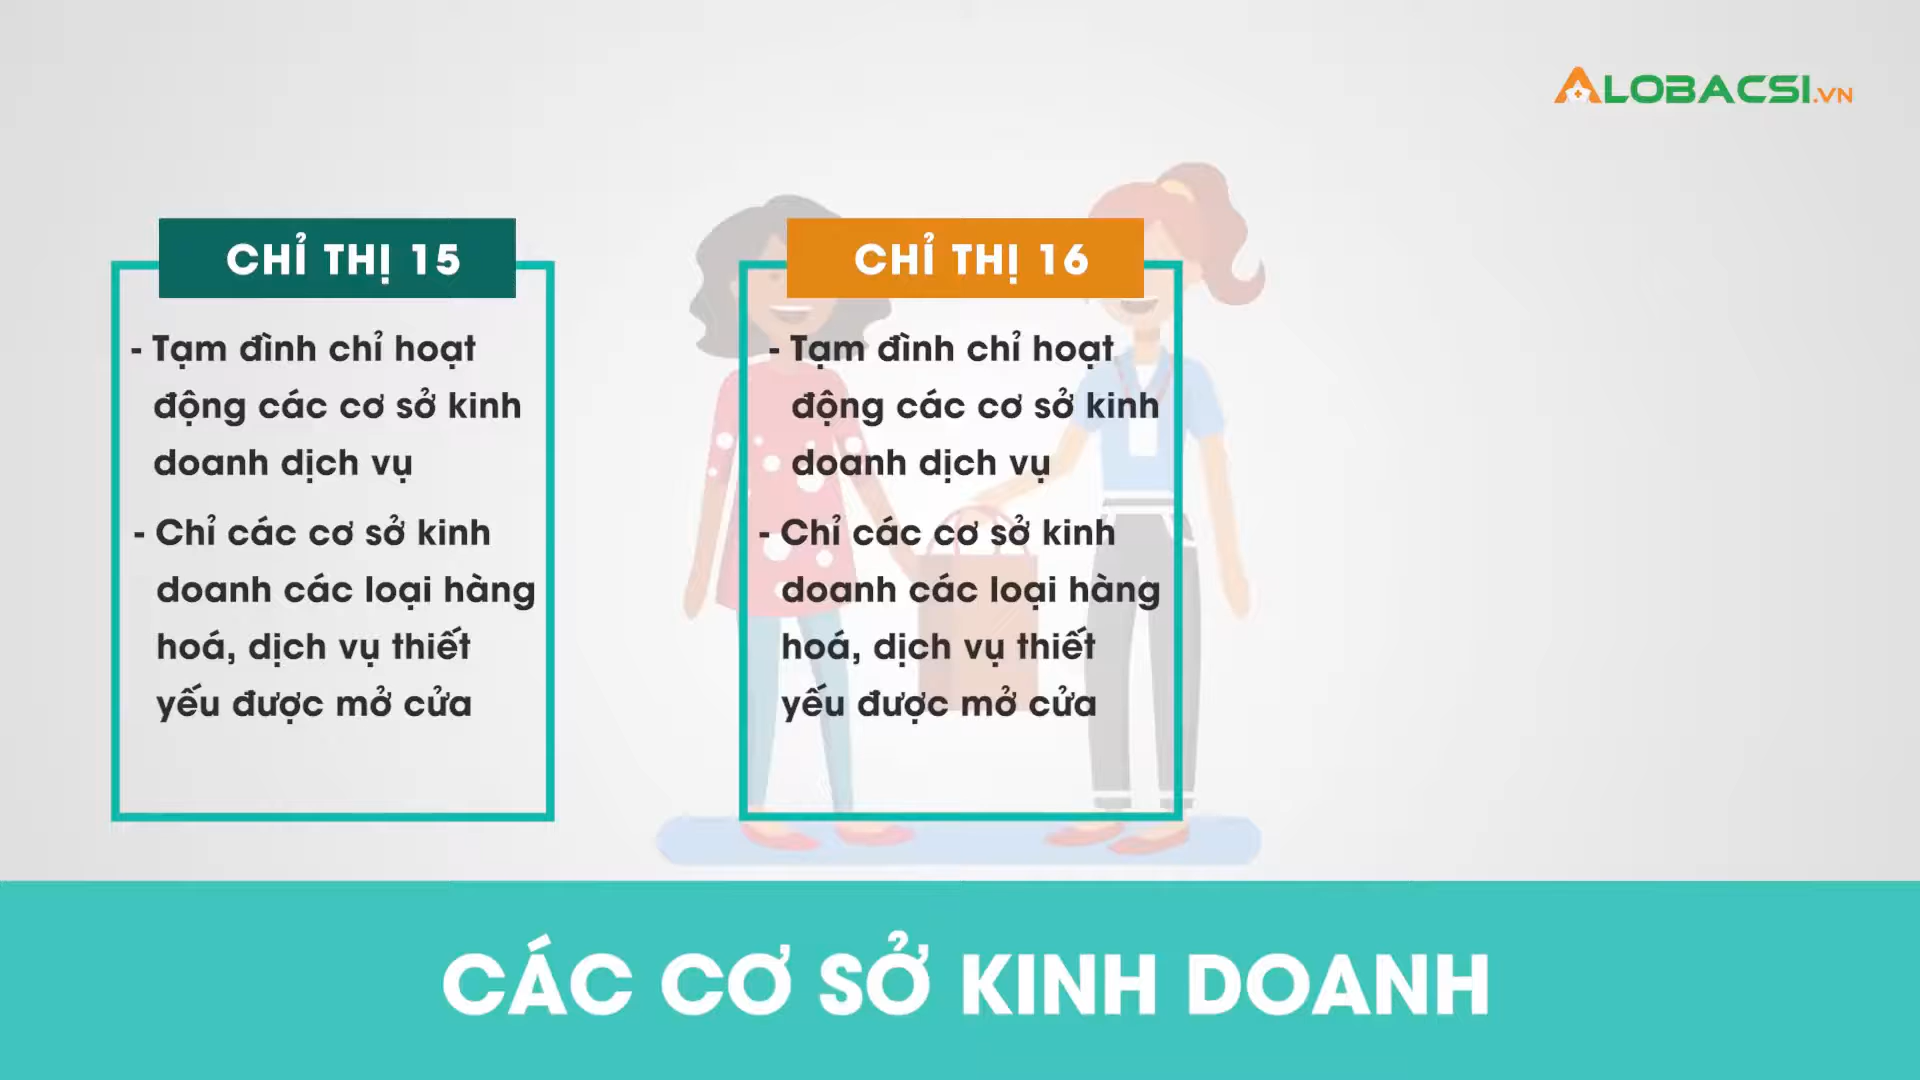 ALOBACSI.VN
CHỈ THỊ 15
- Tạm đình chỉ hoạt
động các cơ sở kinh
doanh dịch vụ
- Chỉ các cơ sở kinh
doanh các loại hàng
hoá, dịch vụ thiết
yếu được mở cửa
CHỈ THỊ 16
- Tạm đình chỉ hoạt
động các cơ sở kinh
doanh dịch vụ
- Chỉ các cơ sở kinh
doanh các loại hàng
hoá, dịch vụ thiết
yếu được mở cửa
CÁC CƠ SỞ KINH DOANH